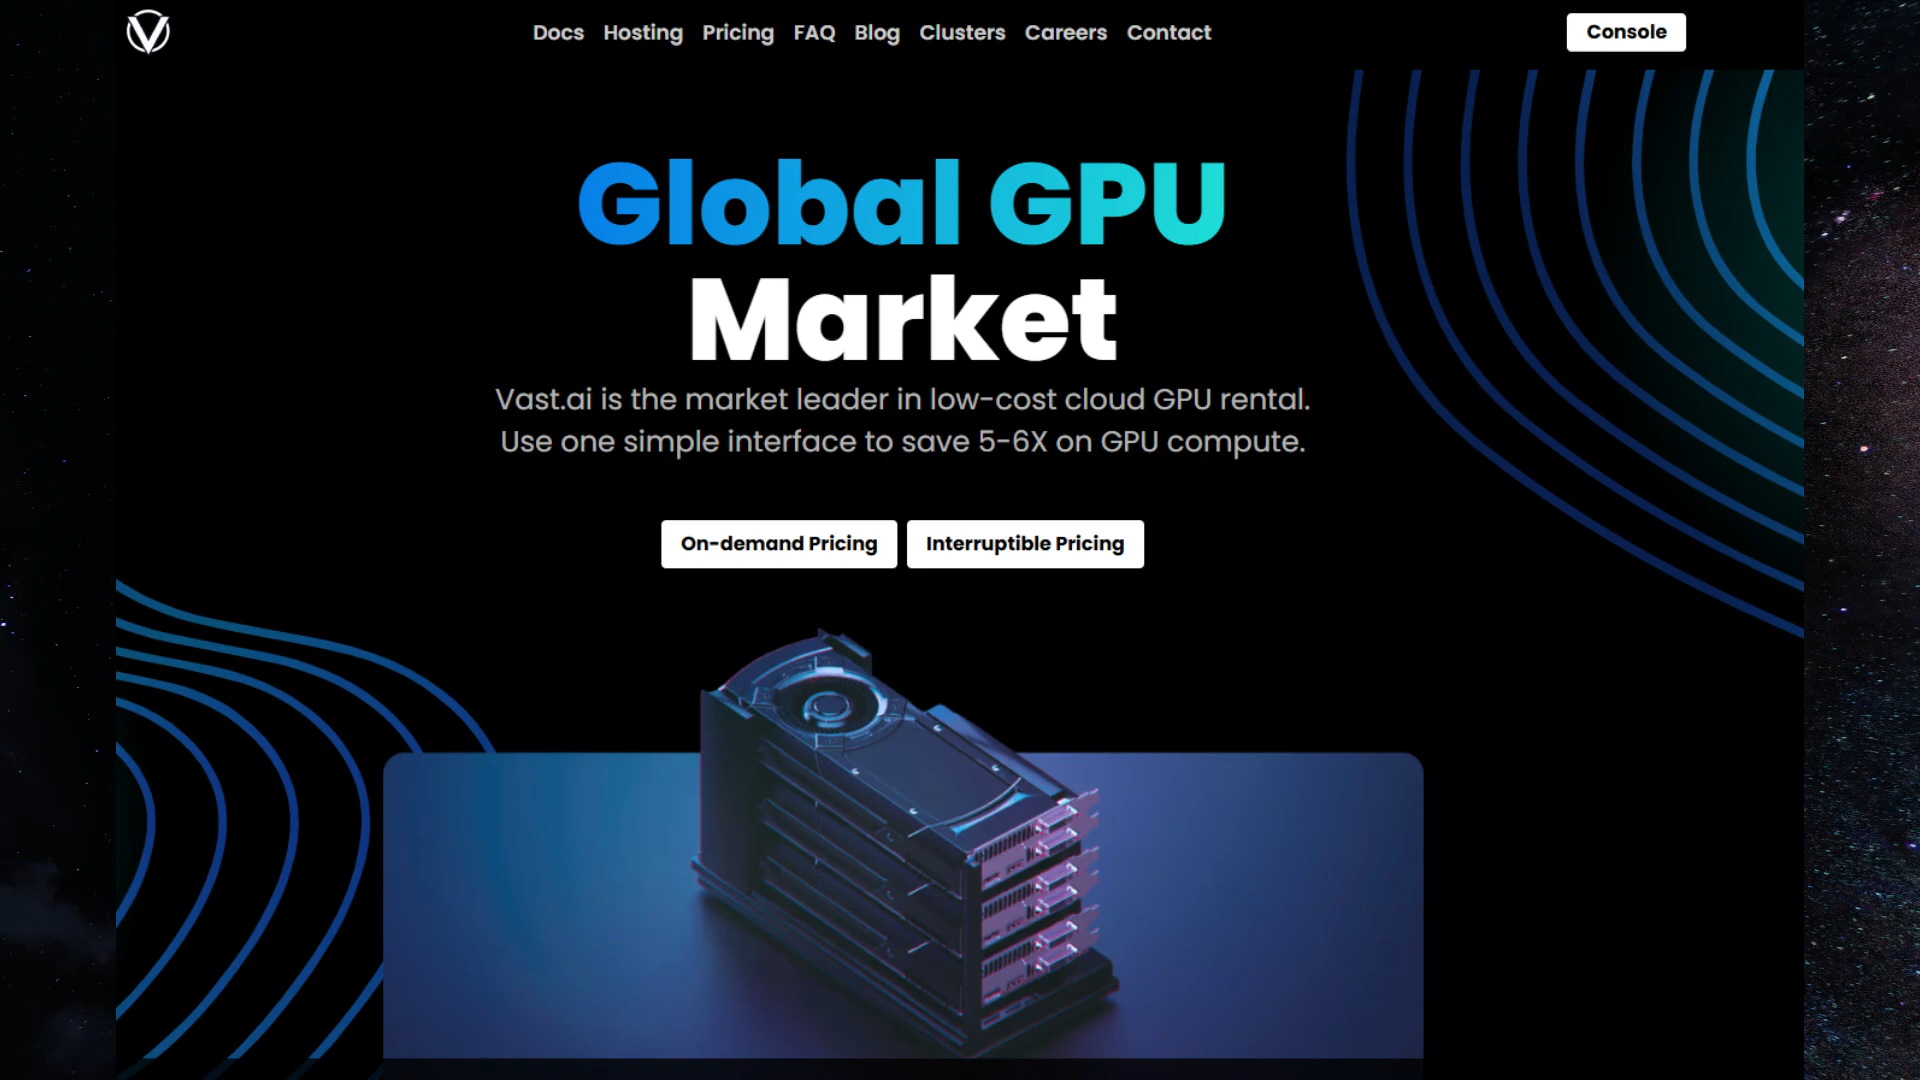 Docs Hosting Pricing FAQ Blog Clusters Careers Contact Console
Global GPU
Market
Vast.ai is the market leader in low-cost cloud GPU rental.
Use one simple interface to save 5-6X on GPU compute.
On-demand Pricing Interruptible Pricing